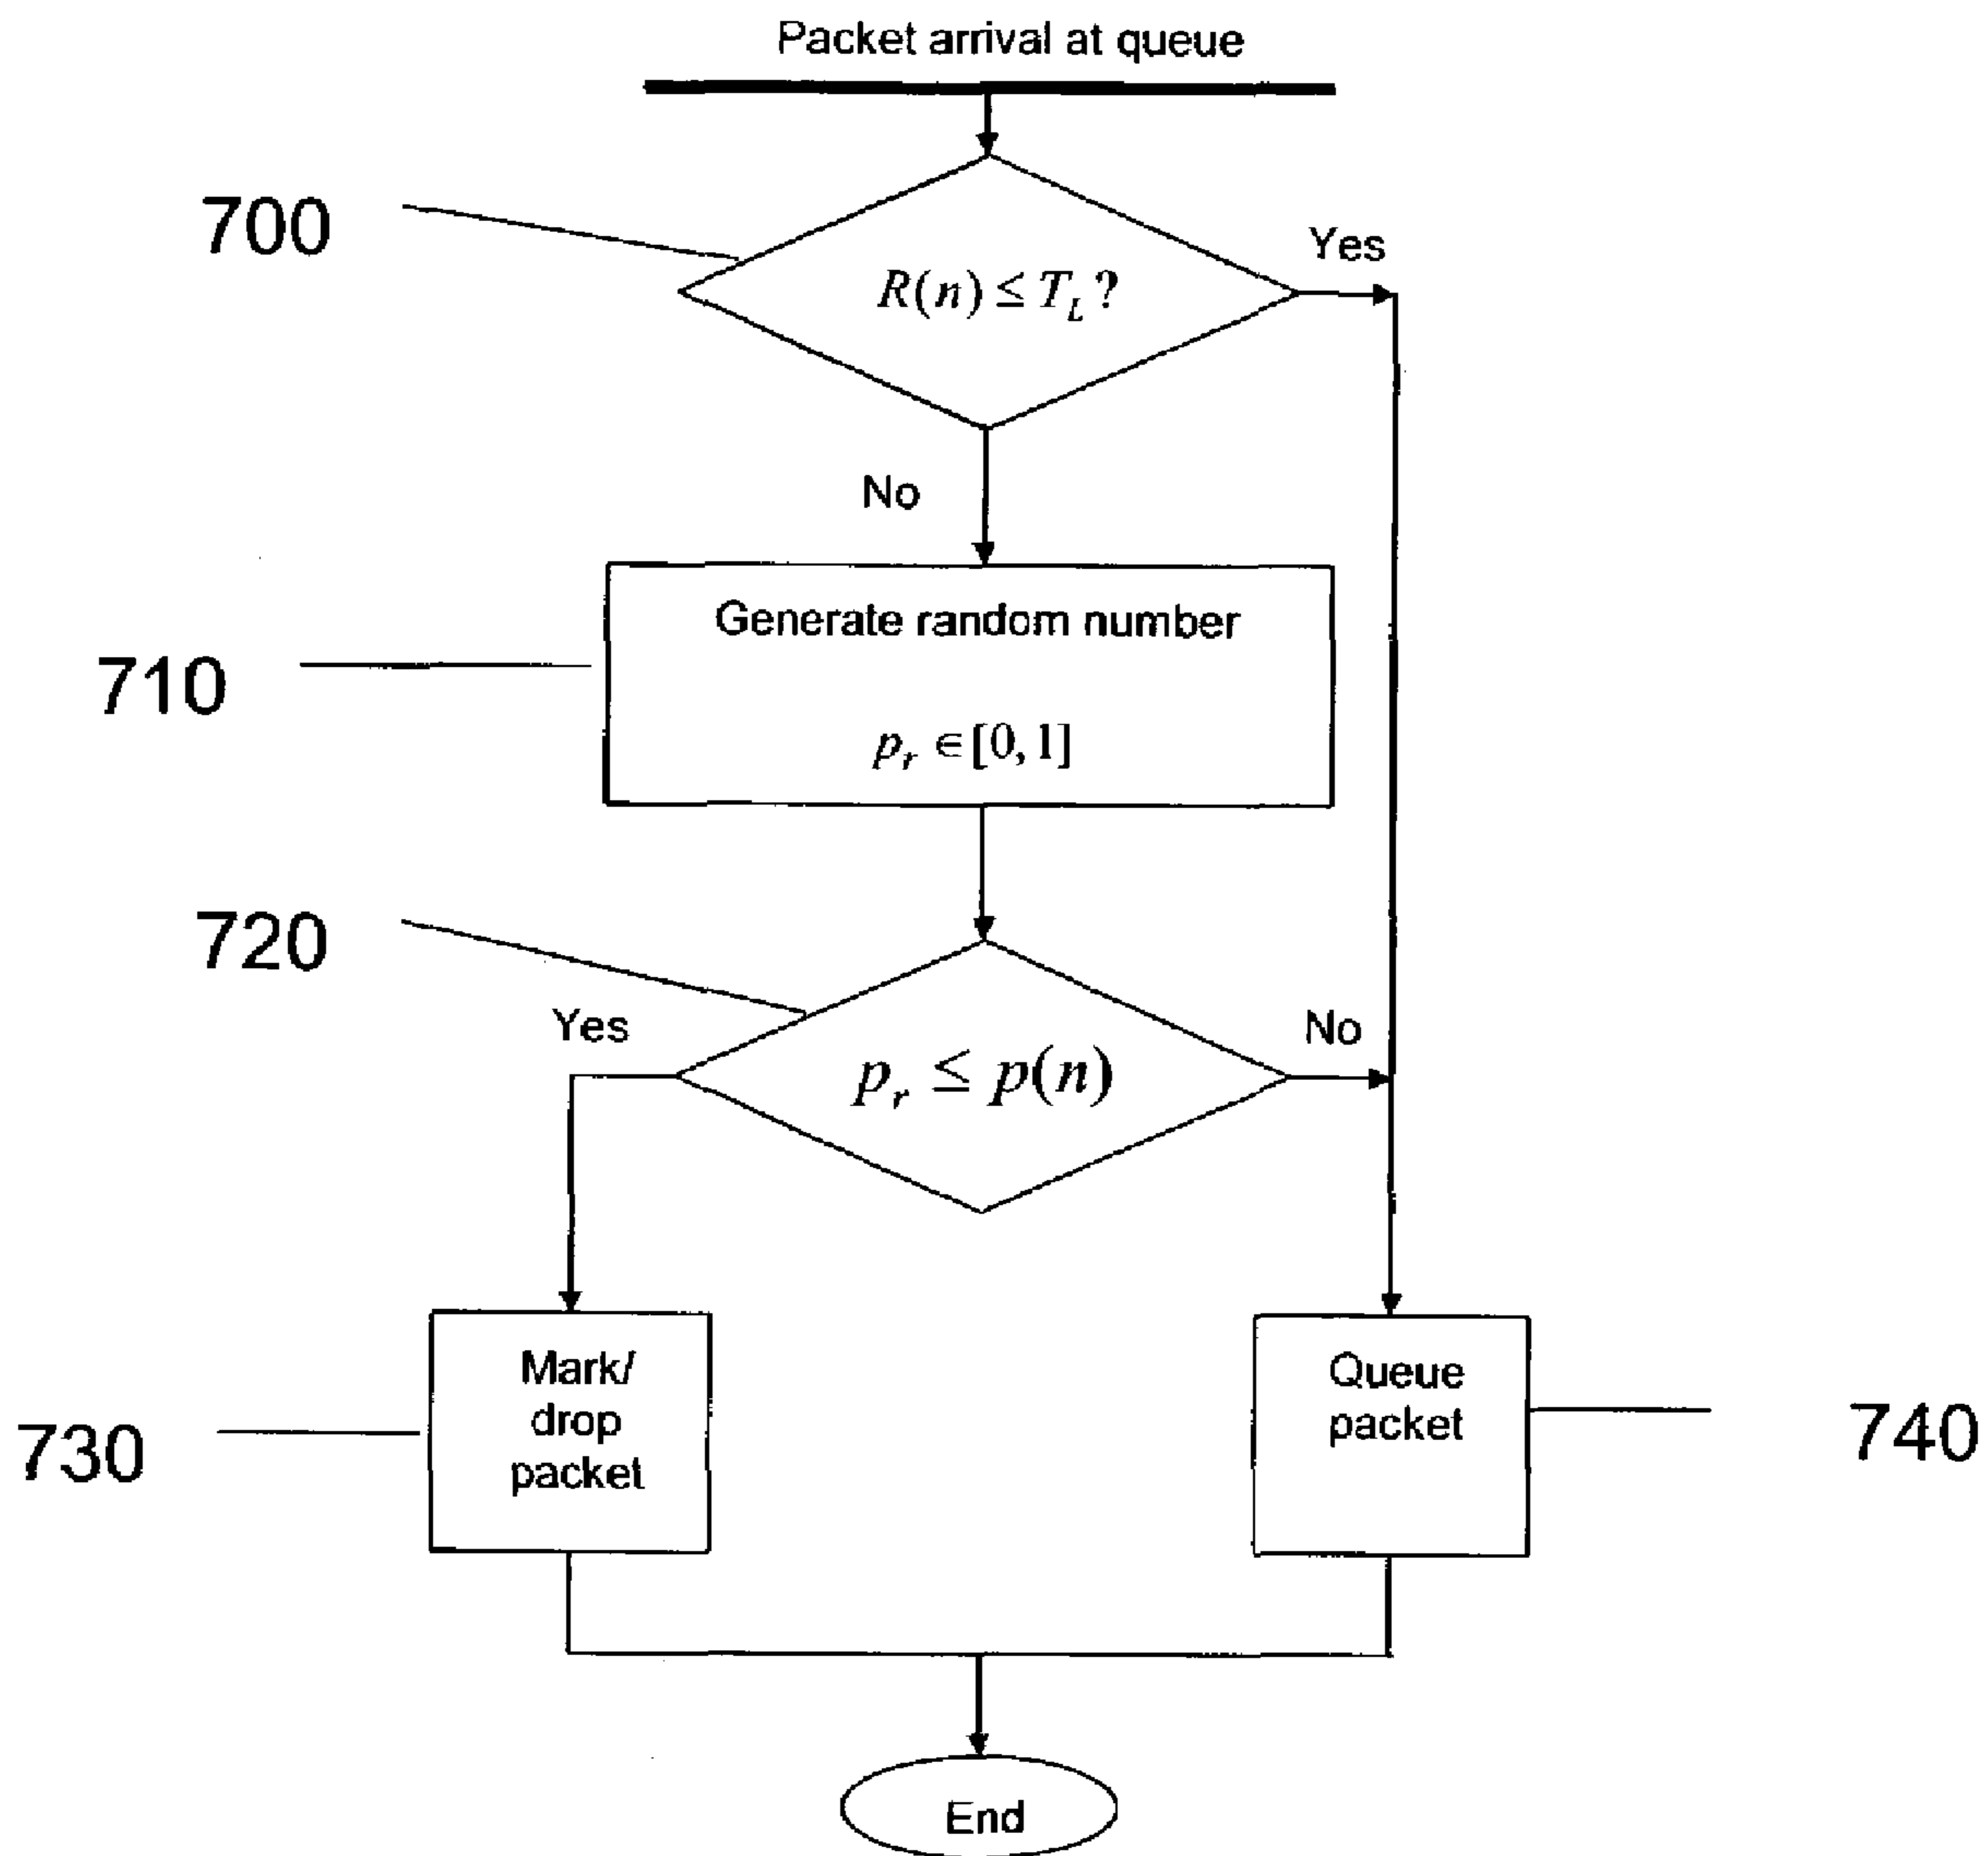 Packet arrival at queue
700
R(n) ≤ T_L ?
Yes
No
Generate random number
710
p_r ∈ [0, 1]
720
Yes
No
p_r ≤ p(n)
Mark/
drop
packet
Queue
packet
730
740
End